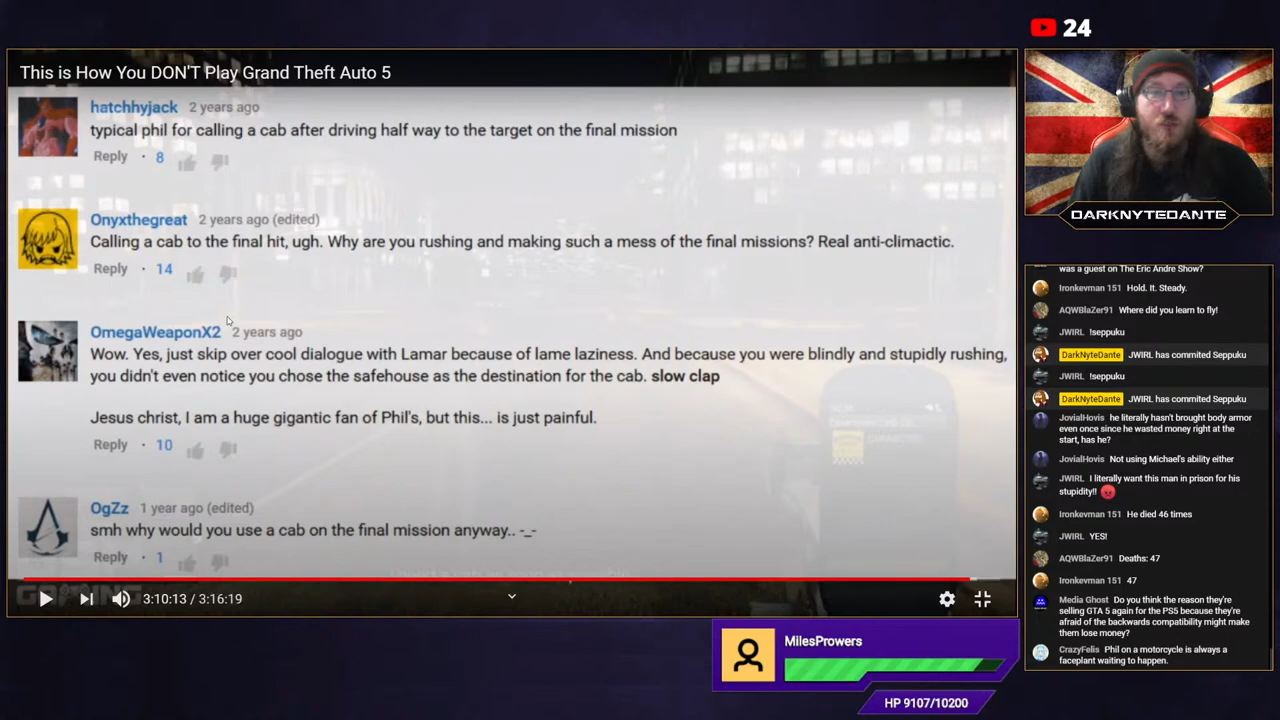 24
This is How You DON'T Play Grand Theft Auto 5
hatchhyjack 2 years ago
typical phil for calling a cab after driving half way to the target on the final mission
Reply · 8
Onyxthegreat 2 years ago (edited)
Calling a cab to the final hit, ugh. Why are you rushing and making such a mess of the final missions? Real anti-climactic.
Reply · 14
OmegaWeaponX2 2 years ago
Wow. Yes, just skip over cool dialogue with Lamar because of lame laziness. And because you were blindly and stupidly rushing,
you didn't even notice you chose the safehouse as the destination for the cab. slow clap
Jesus christ, I am a huge gigantic fan of Phil's, but this... is just painful.
Reply · 10
OgZz 1 year ago (edited)
smh why would you use a cab on the final mission anyway.. -_-
Reply · 1
GAMING
3:10:13 / 3:16:19
DARKNYTEDANTE
was a guest on The Eric Andre Show?
Ironkevman 151 Hold. It. Steady.
AQWBlaZer91 Where did you learn to fly!
JWIRL !seppuku
DarkNyteDante JWIRL has commited Seppuku
JWIRL !seppuku
DarkNyteDante JWIRL has commited Seppuku
JovialHovis he literally hasn't brought body armor
even once since he wasted money right at the
start, has he?
JovialHovis Not using Michael's ability either
JWIRL I literally want this man in prison for his
stupidity!!
Ironkevman 151 He died 46 times
JWIRL YES!
AQWBlaZer91 Deaths: 47
Ironkevman 151 47
Media Ghost Do you think the reason they're
selling GTA 5 again for the PS5 because they're
afraid of the backwards compatibility might make
them lose money?
CrazyFelis Phil on a motorcycle is always a
faceplant waiting to happen.
MilesProwers
HP 9107/10200